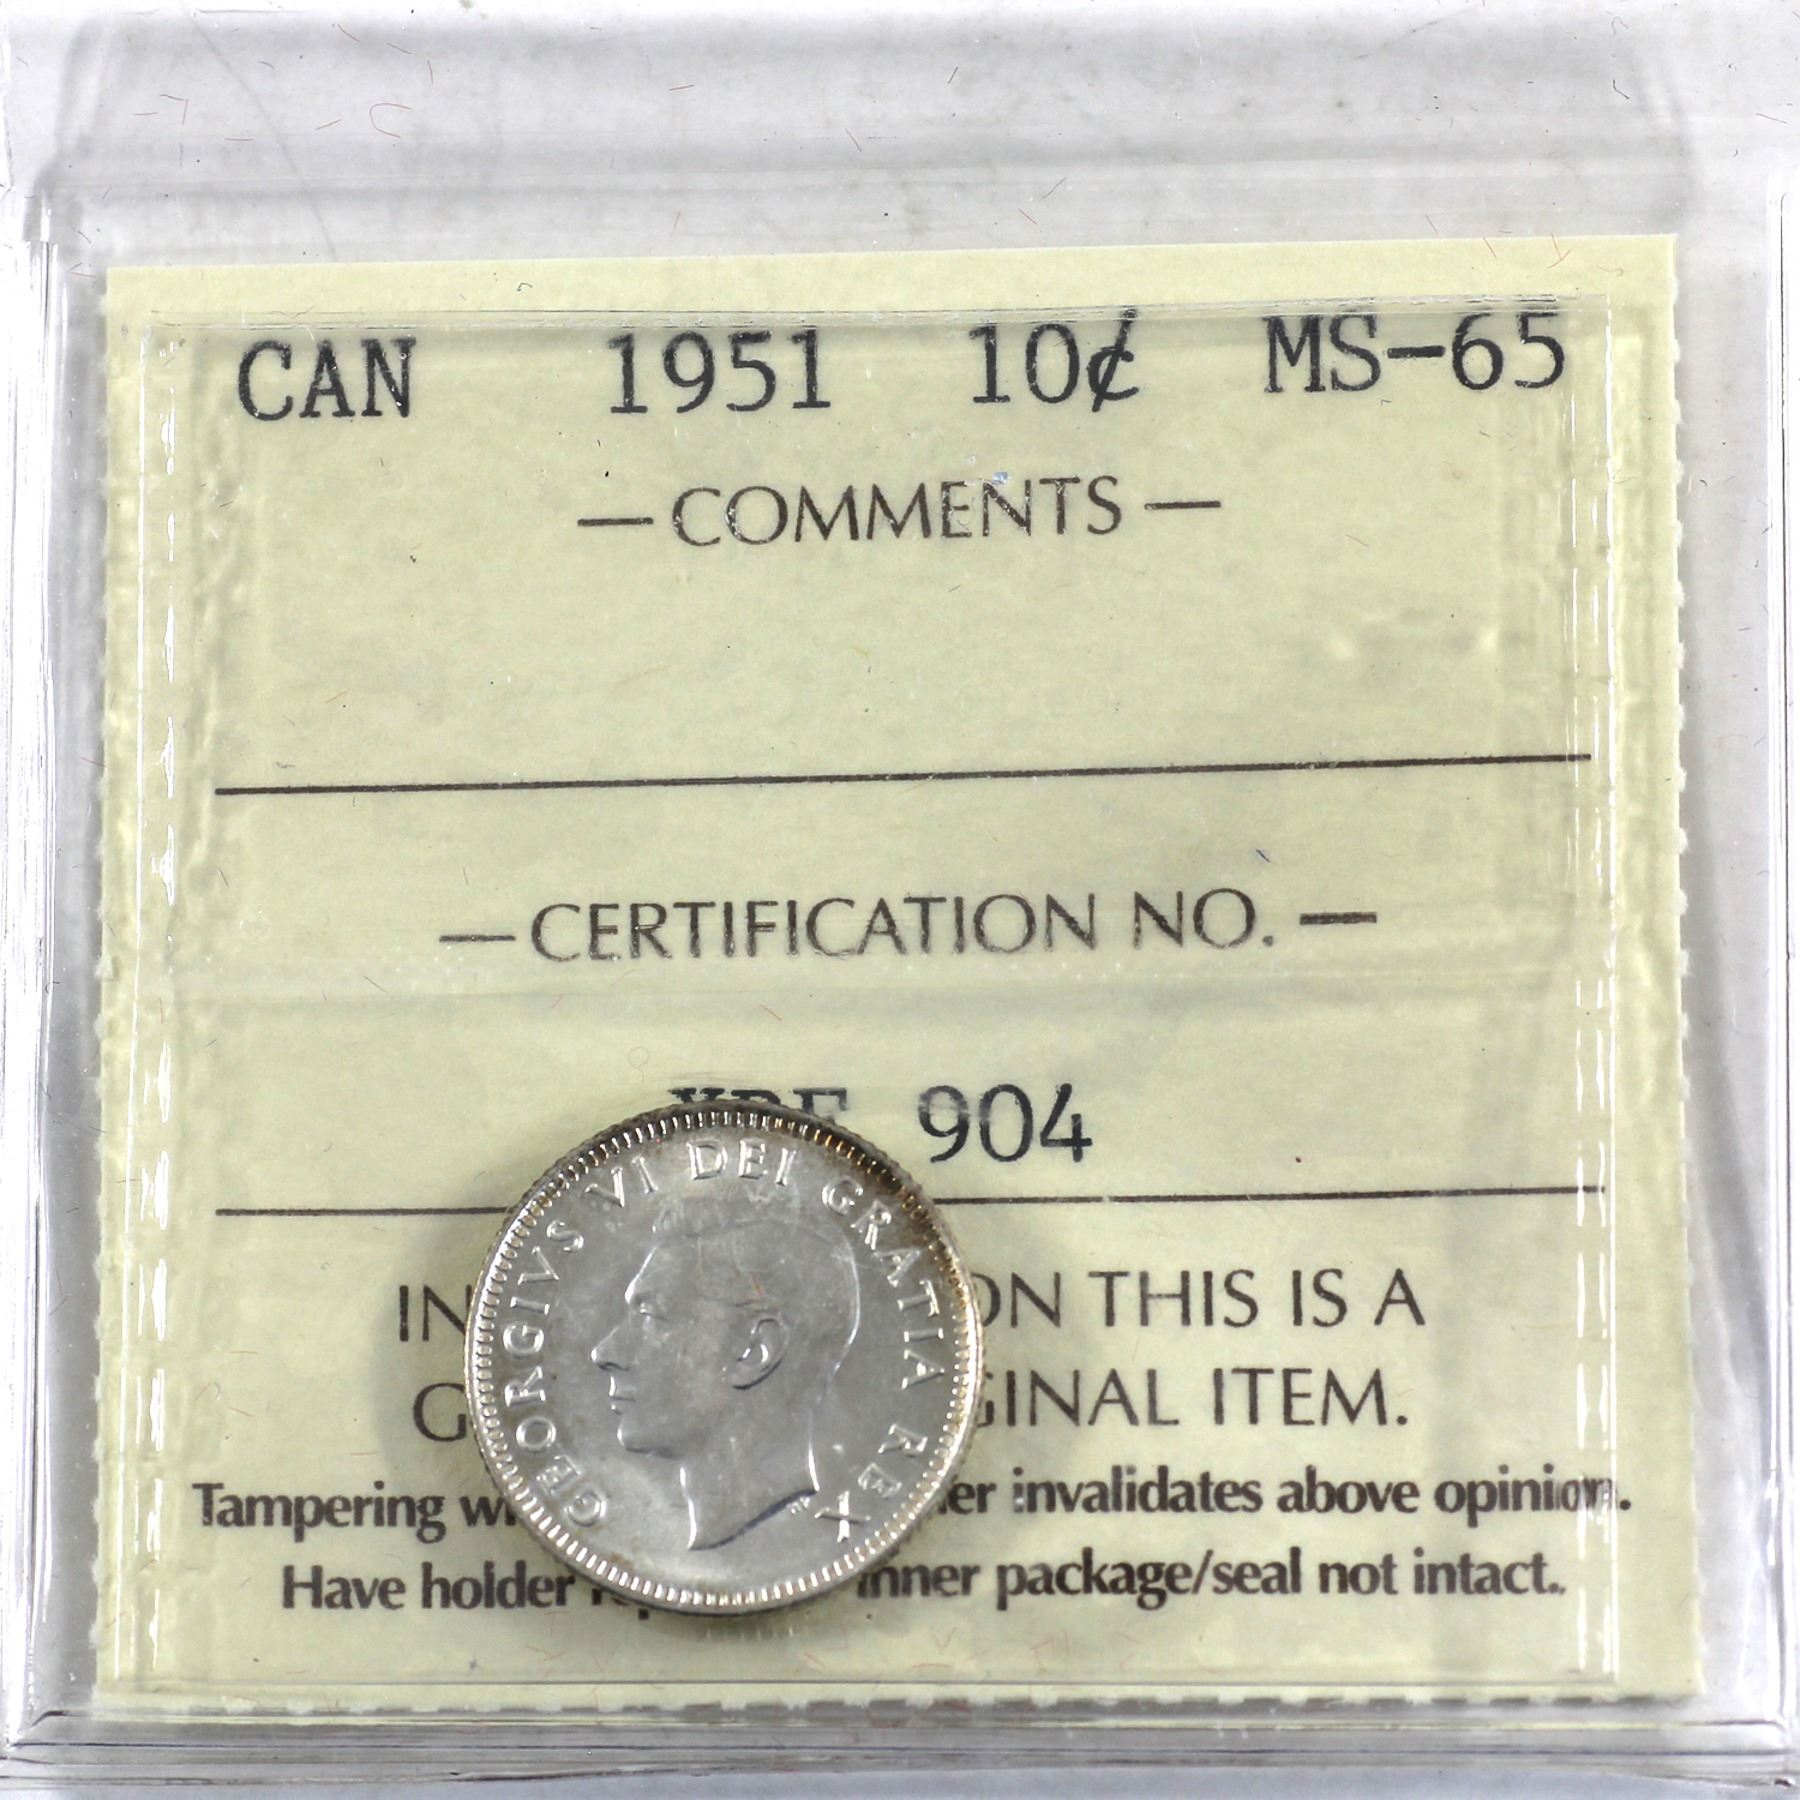 CAN 1951 10¢ MS-65
— COMMENTS —
— CERTIFICATION NO. —
904
GEORGIVS VI DEI GRATIA REX
IN ON THIS IS A
G GINAL ITEM.
Tampering w er invalidates above opinion.
Have holder inner package/seal not intact.